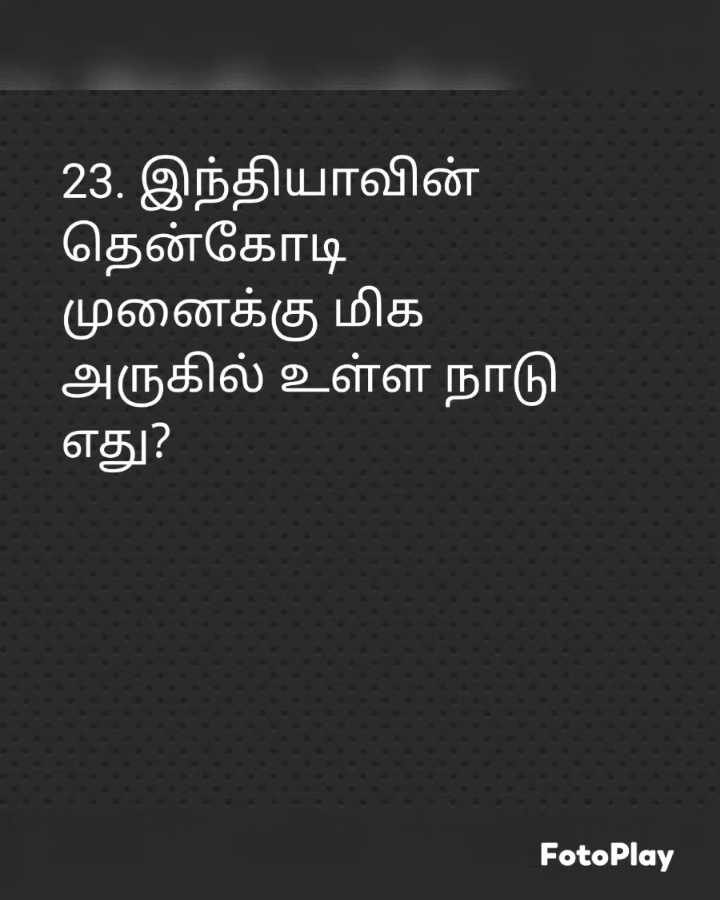 23. இந்தியாவின்
தென்கோடி
முனைக்கு மிக
அருகில் உள்ள நாடு
எது?
FotoPlay